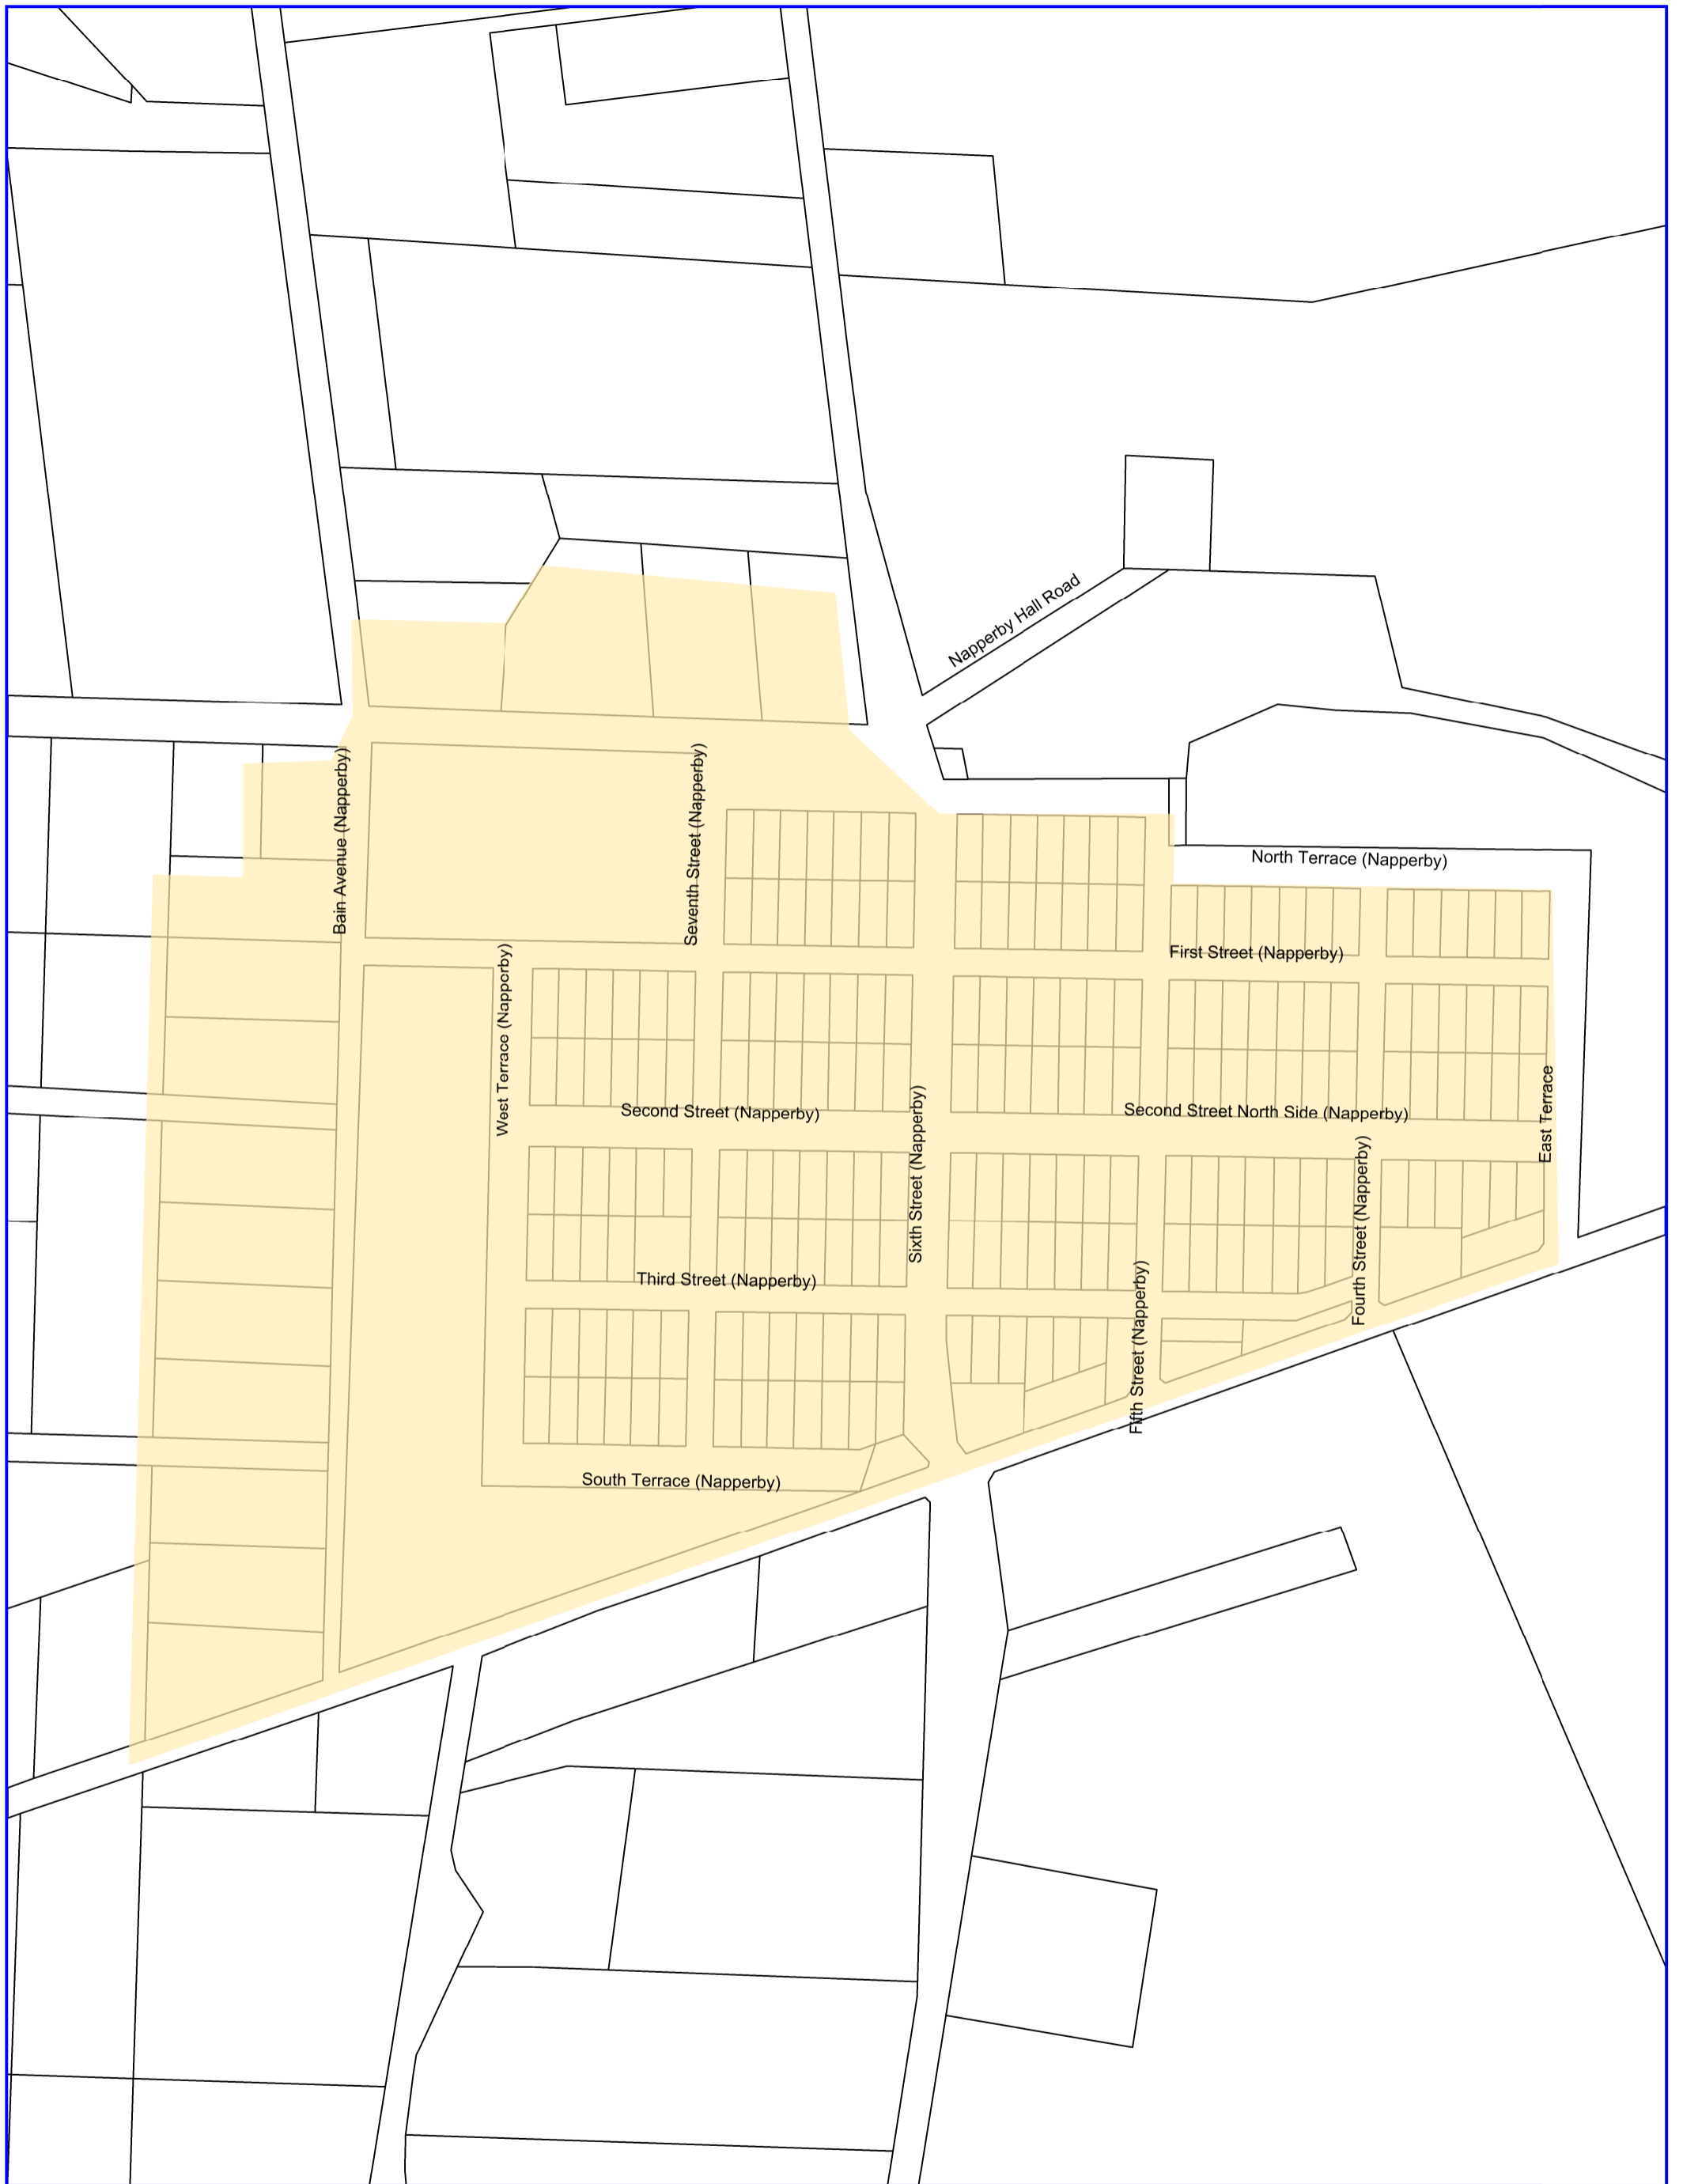 Napperby Hall Road
Bain Avenue (Napperby)
Seventh Street (Napperby)
North Terrace (Napperby)
First Street (Napperby)
West Terrace (Napporby)
Second Street (Napperby)
Sixth Street (Napperby)
Second Street North Side (Napperby)
East Terrace
Fourth Street (Napperby)
Third Street (Napperby)
Fifth Street (Napperby)
South Terrace (Napperby)